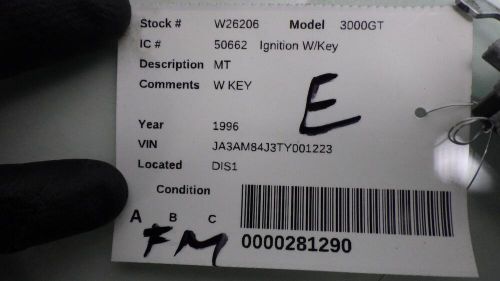 Stock # W26206 Model 3000GT
IC # 50662 Ignition W/Key
Description MT
Comments W KEY
E
Year 1996
VIN JA3AM84J3TY001223
Located DIS1
Condition
A B C
FM
0000281290